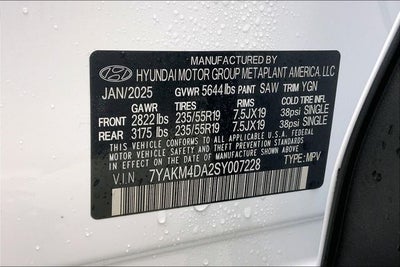 MANUFACTURED BY
HYUNDAI MOTOR GROUP METAPLANT AMERICA, LLC
JAN/2025 GVWR 5644 lbs PAINT SAW TRIM YGN
GAWR TIRES RIMS COLD TIRE INFL
FRONT 2822 lbs 235/55R19 7.5JX19 38psi SINGLE
REAR 3175 lbs 235/55R19 7.5JX19 38psi SINGLE
THIS VEHICLE CONFORMS TO ALL APPLICABLE U.S. FEDERAL
MOTOR VEHICLE SAFETY AND THEFT PREVENTION STANDARDS
IN EFFECT ON THE DATE OF MANUFACTURE SHOWN ABOVE.
V.I.N 7YAKM4DA2SY007228 TYPE: MPV